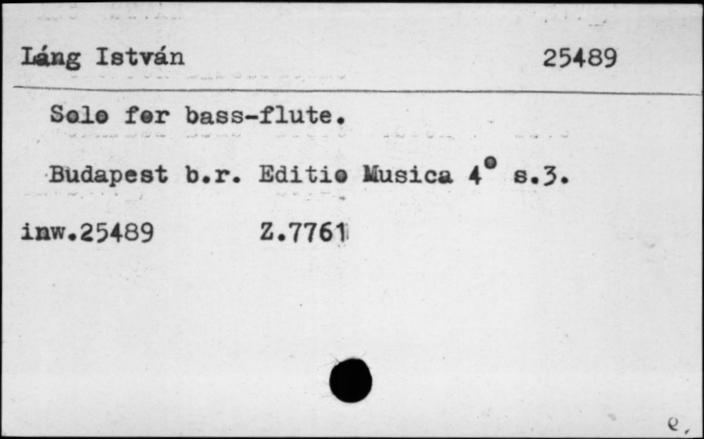 Láng István 25489
Solo for bass-flute.
Budapest b.r. Editio Musica 4° s.3.
inw.25489 Z.7761
e.